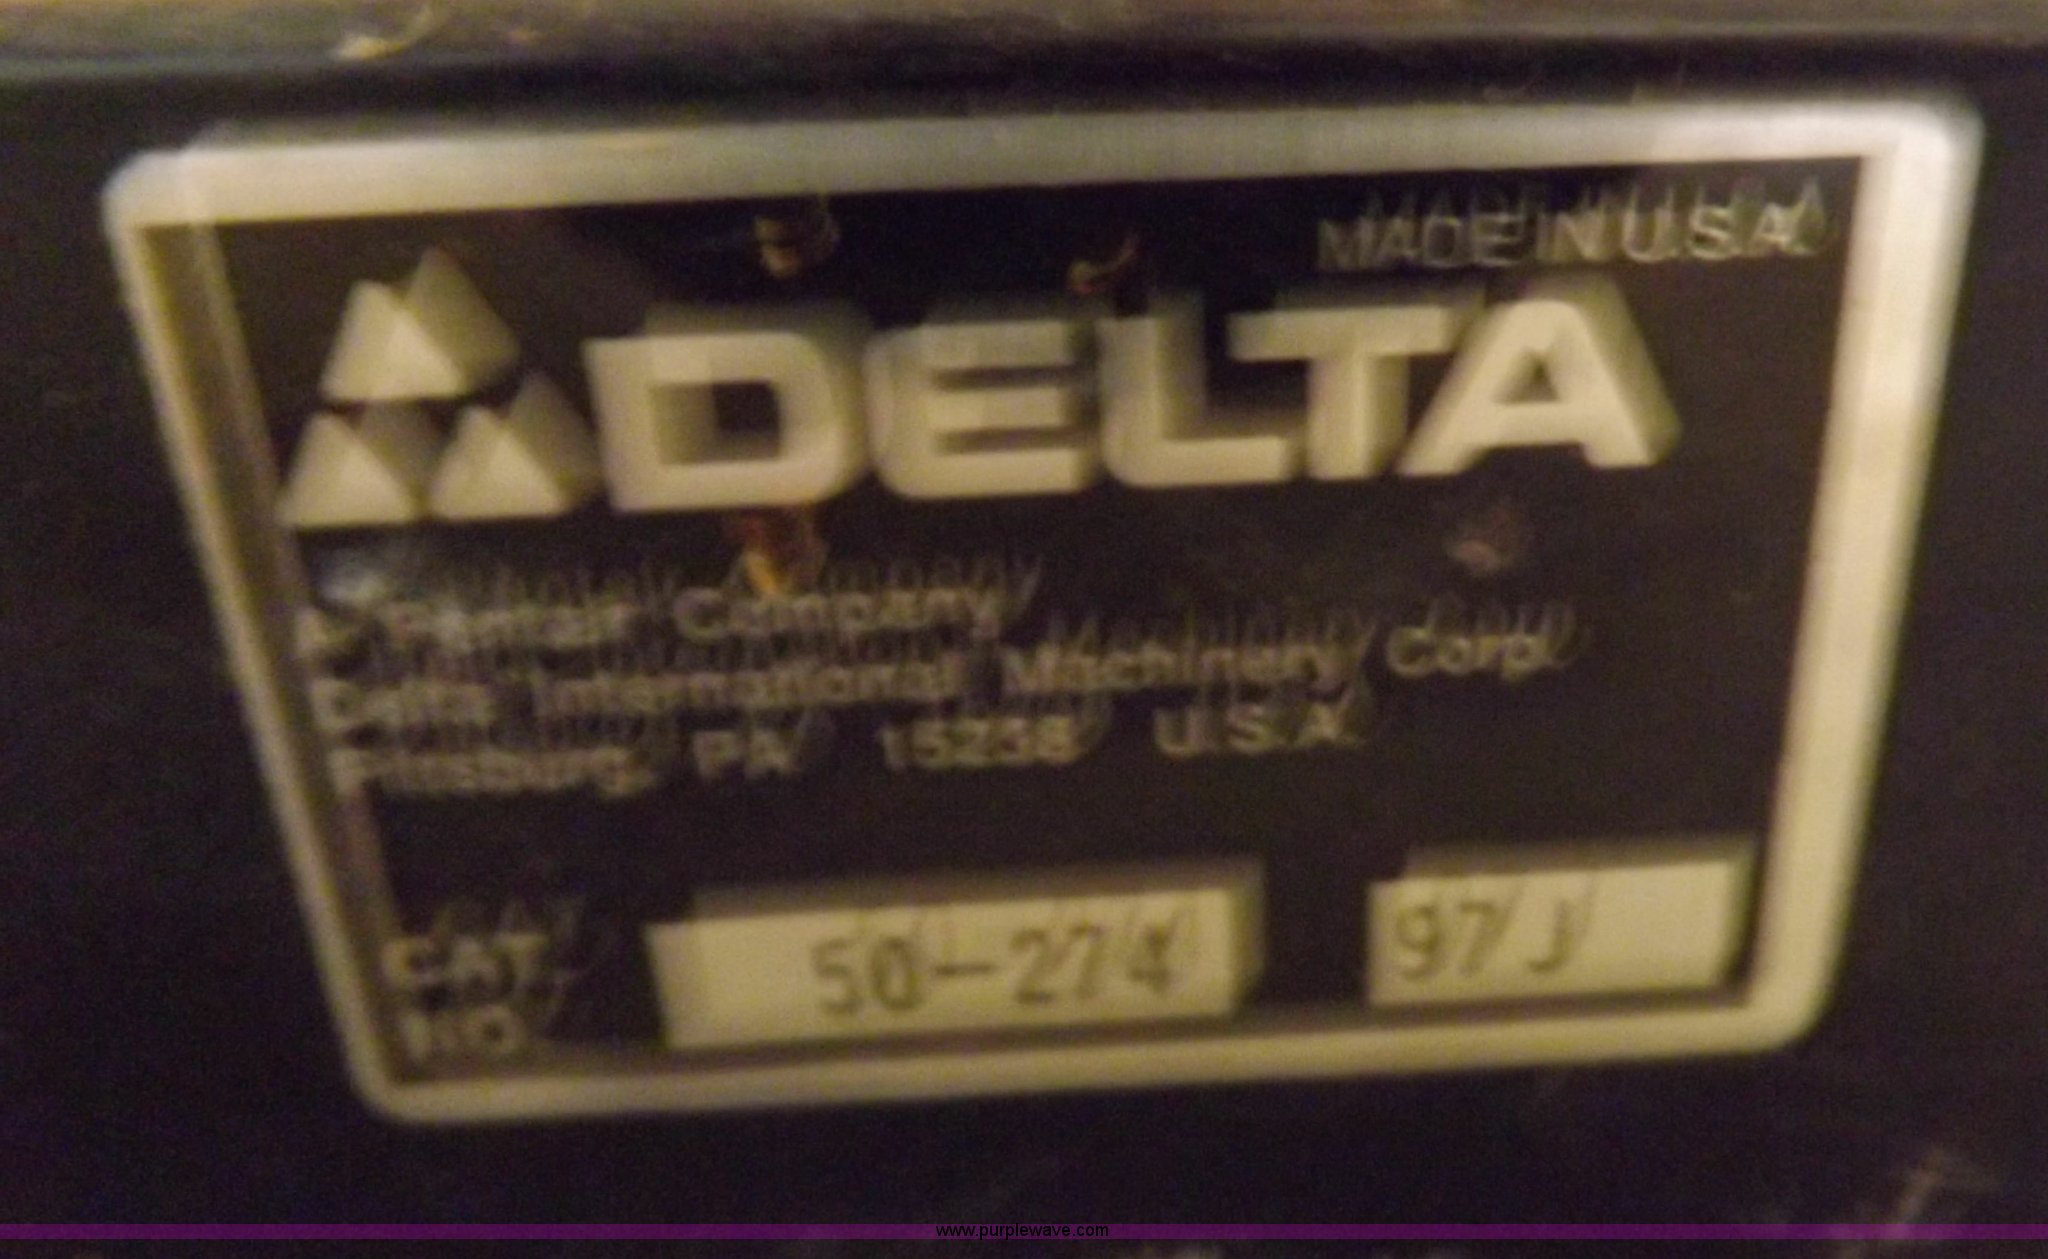 MADE IN U.S.A.
DELTA
A Pentair Company
Delta International Machinery Corp.
Pittsburg, PA 15238 U.S.A.
CAT. NO. 50-274 97J
www.purplewave.com